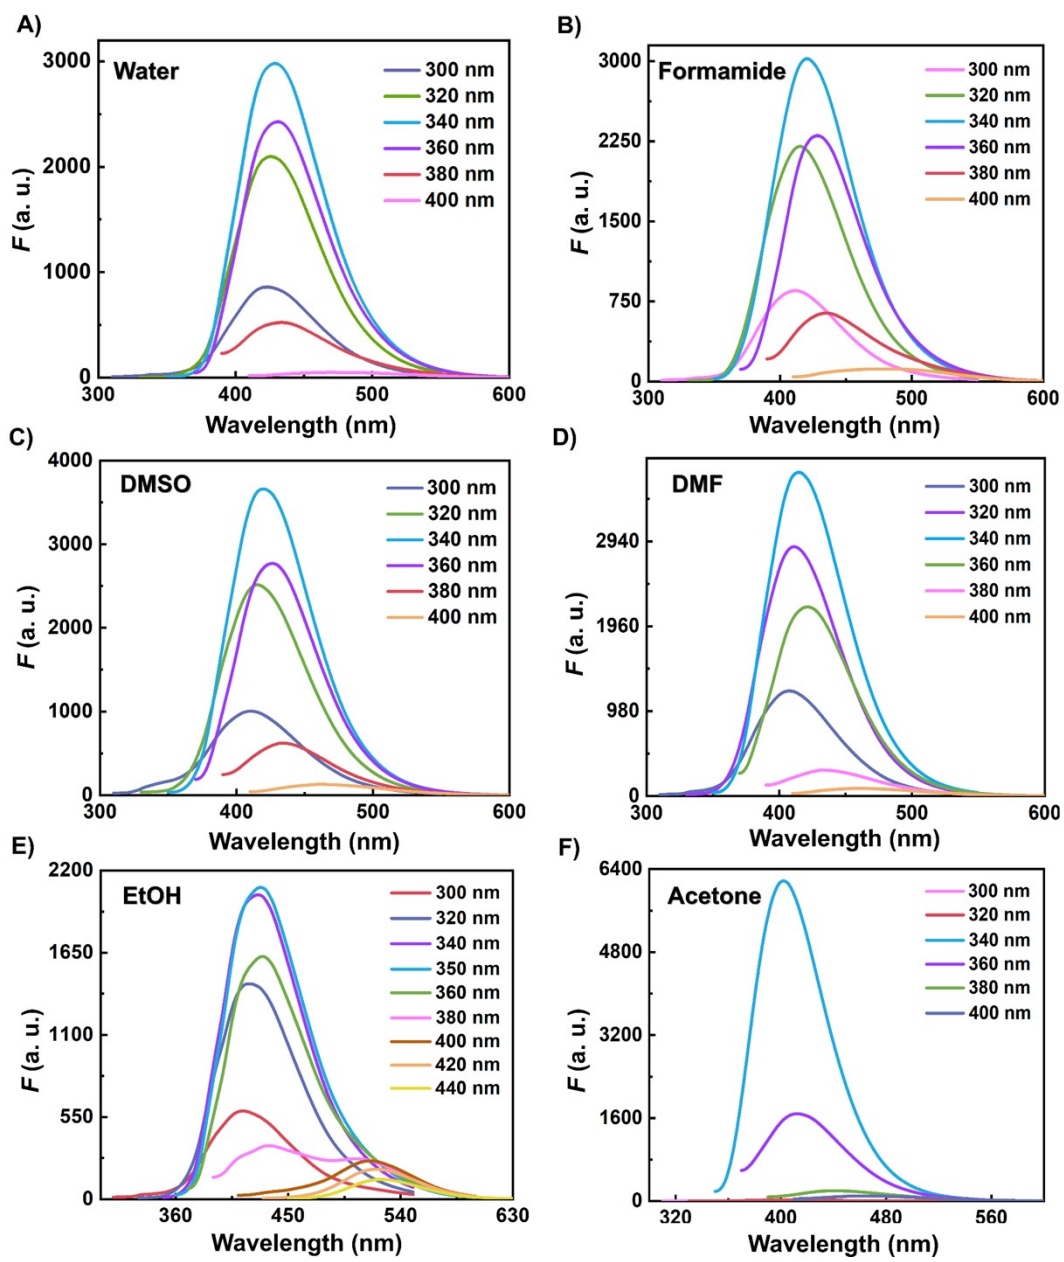 A)
Water
300 nm
320 nm
340 nm
360 nm
380 nm
400 nm
3000
2000
1000
0
F (a. u.)
300
400
500
600
Wavelength (nm)
B)
Formamide
300 nm
320 nm
340 nm
360 nm
380 nm
400 nm
3000
2250
1500
750
0
F (a. u.)
300
400
500
600
Wavelength (nm)
C)
DMSO
300 nm
320 nm
340 nm
360 nm
380 nm
400 nm
4000
3000
2000
1000
0
F (a. u.)
300
400
500
600
Wavelength (nm)
D)
DMF
300 nm
320 nm
340 nm
360 nm
380 nm
400 nm
2940
1960
980
0
F (a. u.)
300
400
500
600
Wavelength (nm)
E)
EtOH
300 nm
320 nm
340 nm
350 nm
360 nm
380 nm
400 nm
420 nm
440 nm
2200
1650
1100
550
0
F (a. u.)
360
450
540
630
Wavelength (nm)
F)
Acetone
300 nm
320 nm
340 nm
360 nm
380 nm
400 nm
6400
4800
3200
1600
0
F (a. u.)
320
400
480
560
Wavelength (nm)